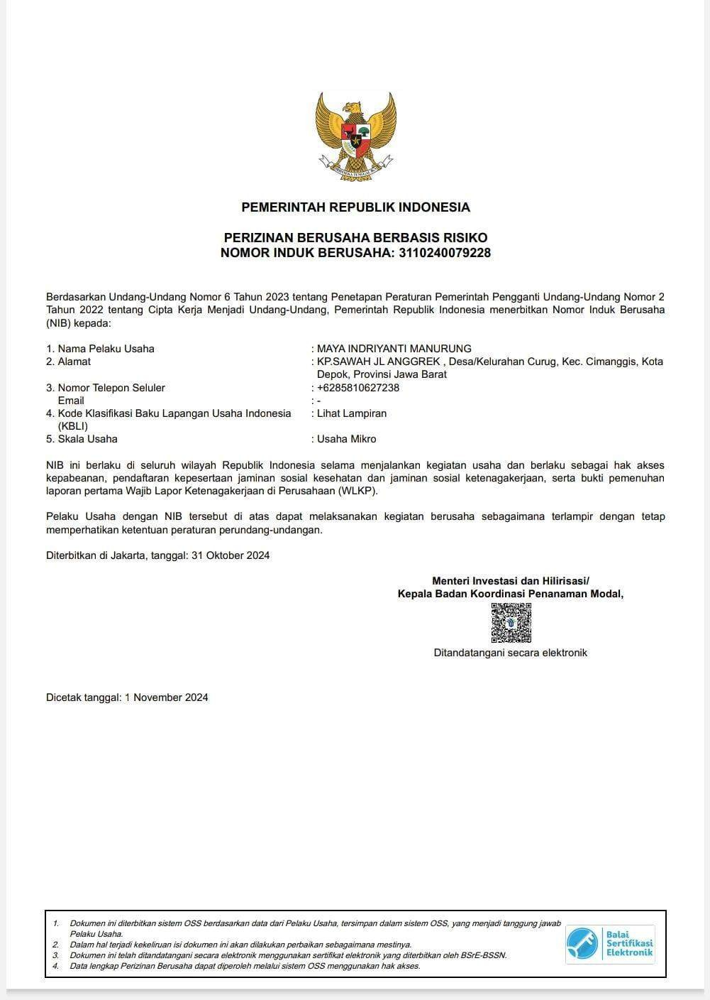 BHINNEKA TUNGGAL IKA
PEMERINTAH REPUBLIK INDONESIA
PERIZINAN BERUSAHA BERBASIS RISIKO
NOMOR INDUK BERUSAHA: 3110240079228
Berdasarkan Undang-Undang Nomor 6 Tahun 2023 tentang Penetapan Peraturan Pemerintah Pengganti Undang-Undang Nomor 2
Tahun 2022 tentang Cipta Kerja Menjadi Undang-Undang, Pemerintah Republik Indonesia menerbitkan Nomor Induk Berusaha
(NIB) kepada:
1. Nama Pelaku Usaha : MAYA INDRIYANTI MANURUNG
2. Alamat : KP.SAWAH JL ANGGREK , Desa/Kelurahan Curug, Kec. Cimanggis, Kota
Depok, Provinsi Jawa Barat
3. Nomor Telepon Seluler : +6285810627238
Email : -
4. Kode Klasifikasi Baku Lapangan Usaha Indonesia : Lihat Lampiran
(KBLI)
5. Skala Usaha : Usaha Mikro
NIB ini berlaku di seluruh wilayah Republik Indonesia selama menjalankan kegiatan usaha dan berlaku sebagai hak akses
kepabeanan, pendaftaran kepesertaan jaminan sosial kesehatan dan jaminan sosial ketenagakerjaan, serta bukti pemenuhan
laporan pertama Wajib Lapor Ketenagakerjaan di Perusahaan (WLKP).
Pelaku Usaha dengan NIB tersebut di atas dapat melaksanakan kegiatan berusaha sebagaimana terlampir dengan tetap
memperhatikan ketentuan peraturan perundang-undangan.
Diterbitkan di Jakarta, tanggal: 31 Oktober 2024
Menteri Investasi dan Hilirisasi/
Kepala Badan Koordinasi Penanaman Modal,
Ditandatangani secara elektronik
Dicetak tanggal: 1 November 2024
1. Dokumen ini diterbitkan sistem OSS berdasarkan data dari Pelaku Usaha, tersimpan dalam sistem OSS, yang menjadi tanggung jawab
Pelaku Usaha.
2. Dalam hal terjadi kekeliruan isi dokumen ini akan dilakukan perbaikan sebagaimana mestinya.
3. Dokumen ini telah ditandatangani secara elektronik menggunakan sertifikat elektronik yang diterbitkan oleh BSrE-BSSN.
4. Data lengkap Perizinan Berusaha dapat diperoleh melalui sistem OSS menggunakan hak akses.
Balai
Sertifikasi
Elektronik